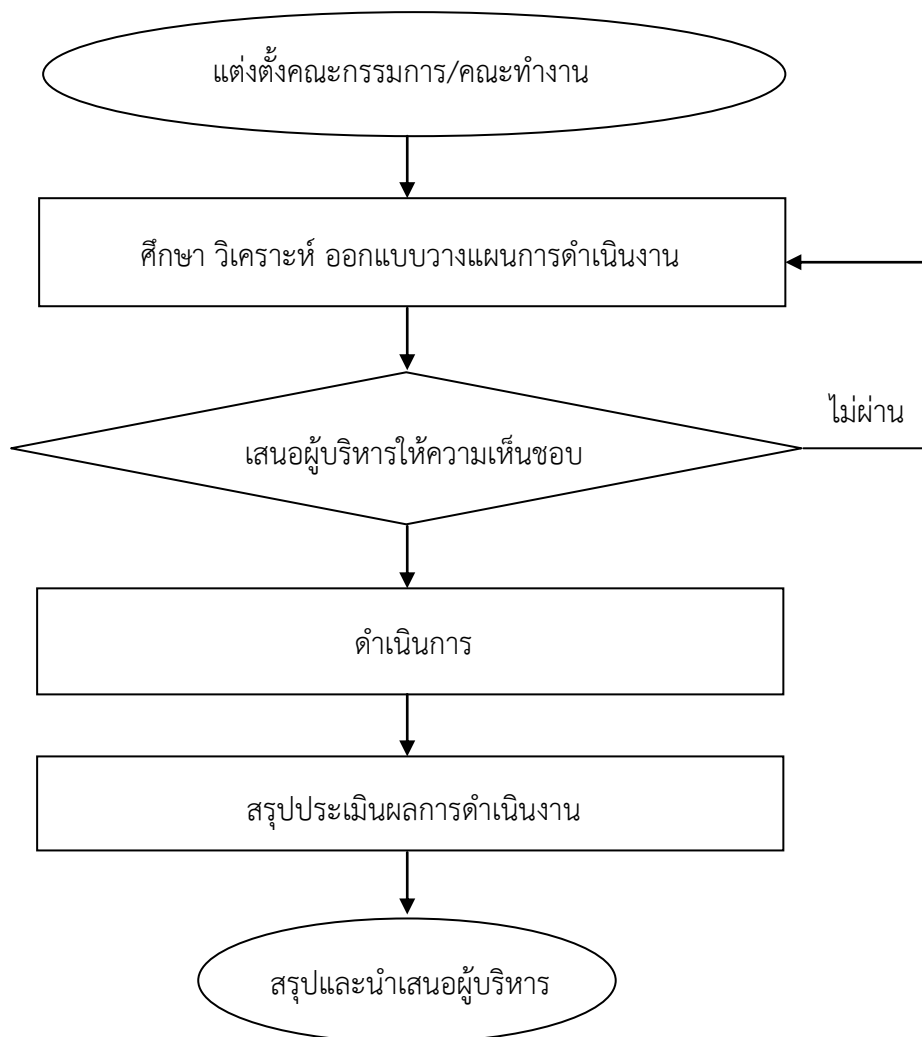 แต่งตั้งคณะกรรมการ/คณะทำงาน
ศึกษา วิเคราะห์ ออกแบบวางแผนการดำเนินงาน
ไม่ผ่าน
เสนอผู้บริหารให้ความเห็นชอบ
ดำเนินการ
สรุปประเมินผลการดำเนินงาน
สรุปและนำเสนอผู้บริหาร